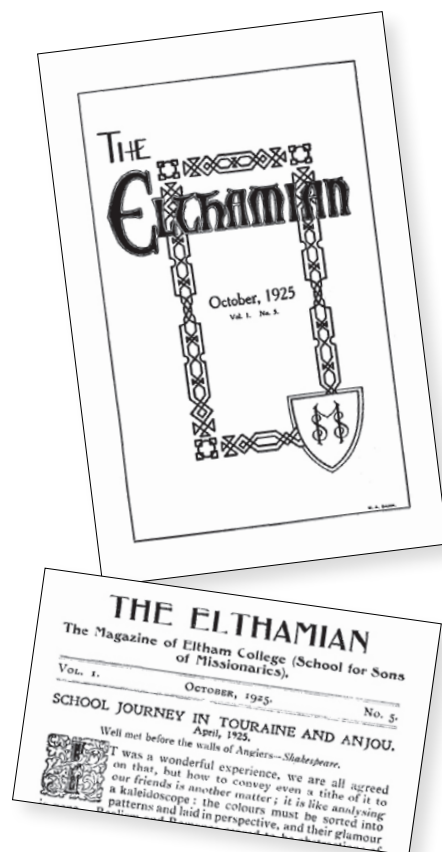 THE
ELTHAMIAN
October, 1925
Vol. 1. No. 5.
THE ELTHAMIAN
The Magazine of Eltham College (School for Sons
of Missionaries).
VOL. 1. OCTOBER, 1925. No. 5.
SCHOOL JOURNEY IN TOURAINE AND ANJOU.
April, 1925.
Well met before the walls of Angiers—Shakespeare.
IT was a wonderful experience, we are all agreed
on that, but how to convey even a tithe of it to
our friends is another matter; it is like analysing
a kaleidoscope: the colours must be sorted into
patterns and laid in perspective, and their glamour